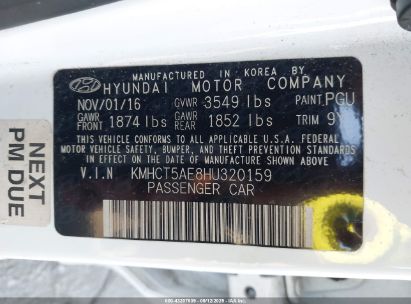 MANUFACTURED IN KOREA BY
HYUNDAI MOTOR COMPANY
NOV/01/16 GVWR 3549 lbs PAINT PGU
GAWR FRONT 1874 lbs GAWR REAR 1852 lbs TRIM 9Y
THIS VEHICLE CONFORMS TO ALL APPLICABLE U.S.A. FEDERAL
MOTOR VEHICLE SAFETY, BUMPER, AND THEFT PREVENTION
STANDARDS IN EFFECT ON THE DATE OF MANUFACTURE SHOWN ABOVE.
V.I.N KMHCT5AE8HU320159
PASSENGER CAR
NEXT
PM DUE